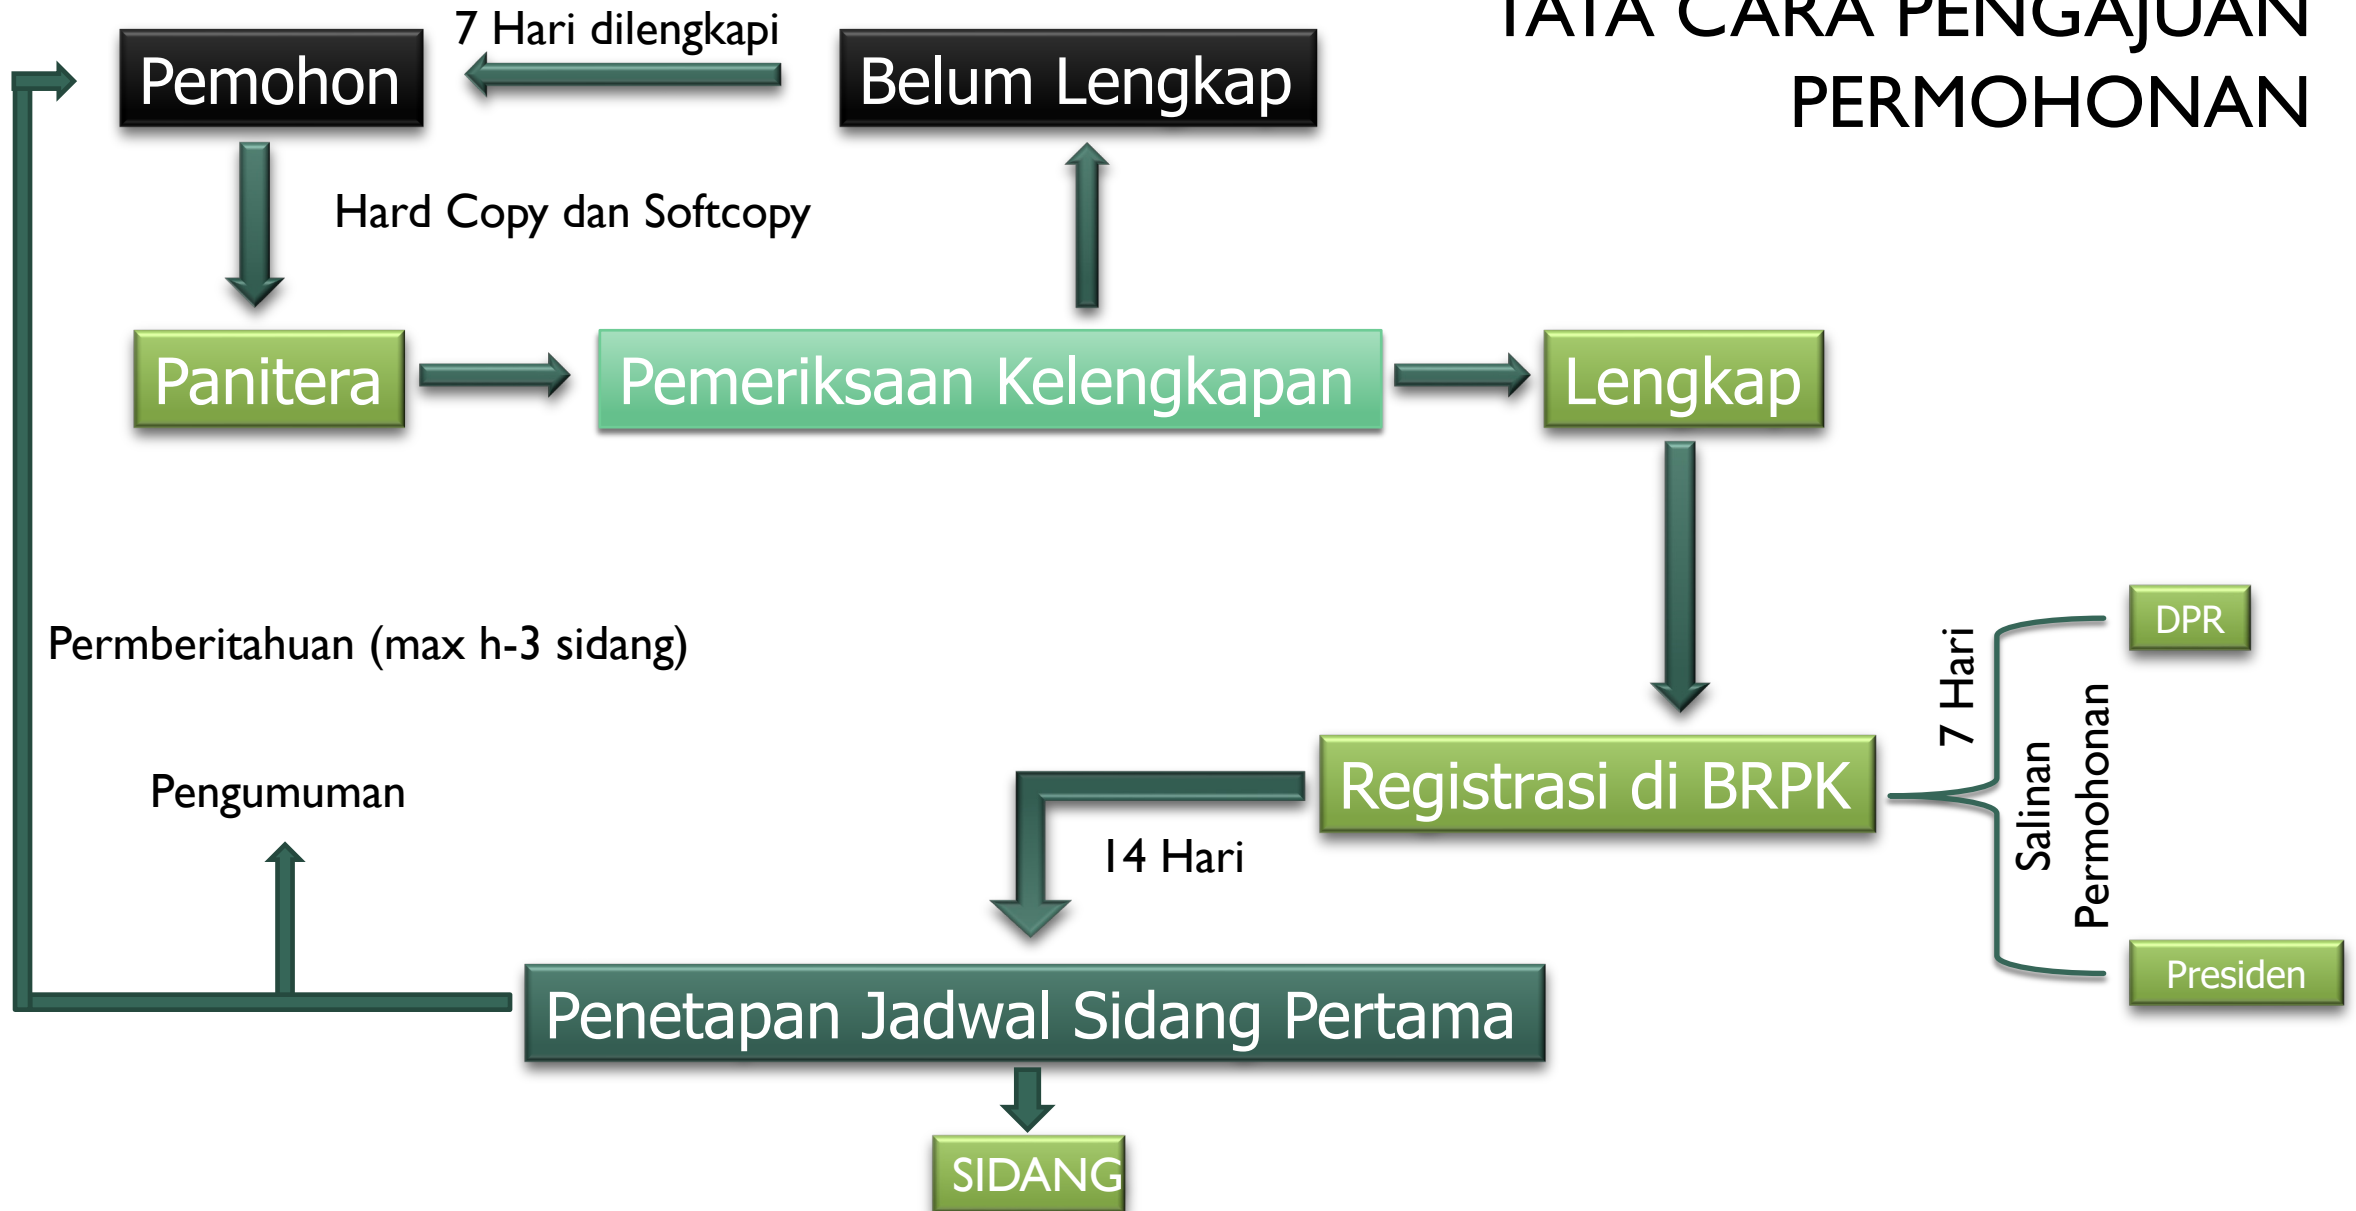 TATA CARA PENGAJUAN
PERMOHONAN
7 Hari dilengkapi
Pemohon
Belum Lengkap
Hard Copy dan Softcopy
Panitera
Pemeriksaan Kelengkapan
Lengkap
Permberitahuan (max h-3 sidang)
Pengumuman
Registrasi di BRPK
7 Hari
Salinan
Permohonan
DPR
Presiden
14 Hari
Penetapan Jadwal Sidang Pertama
SIDANG